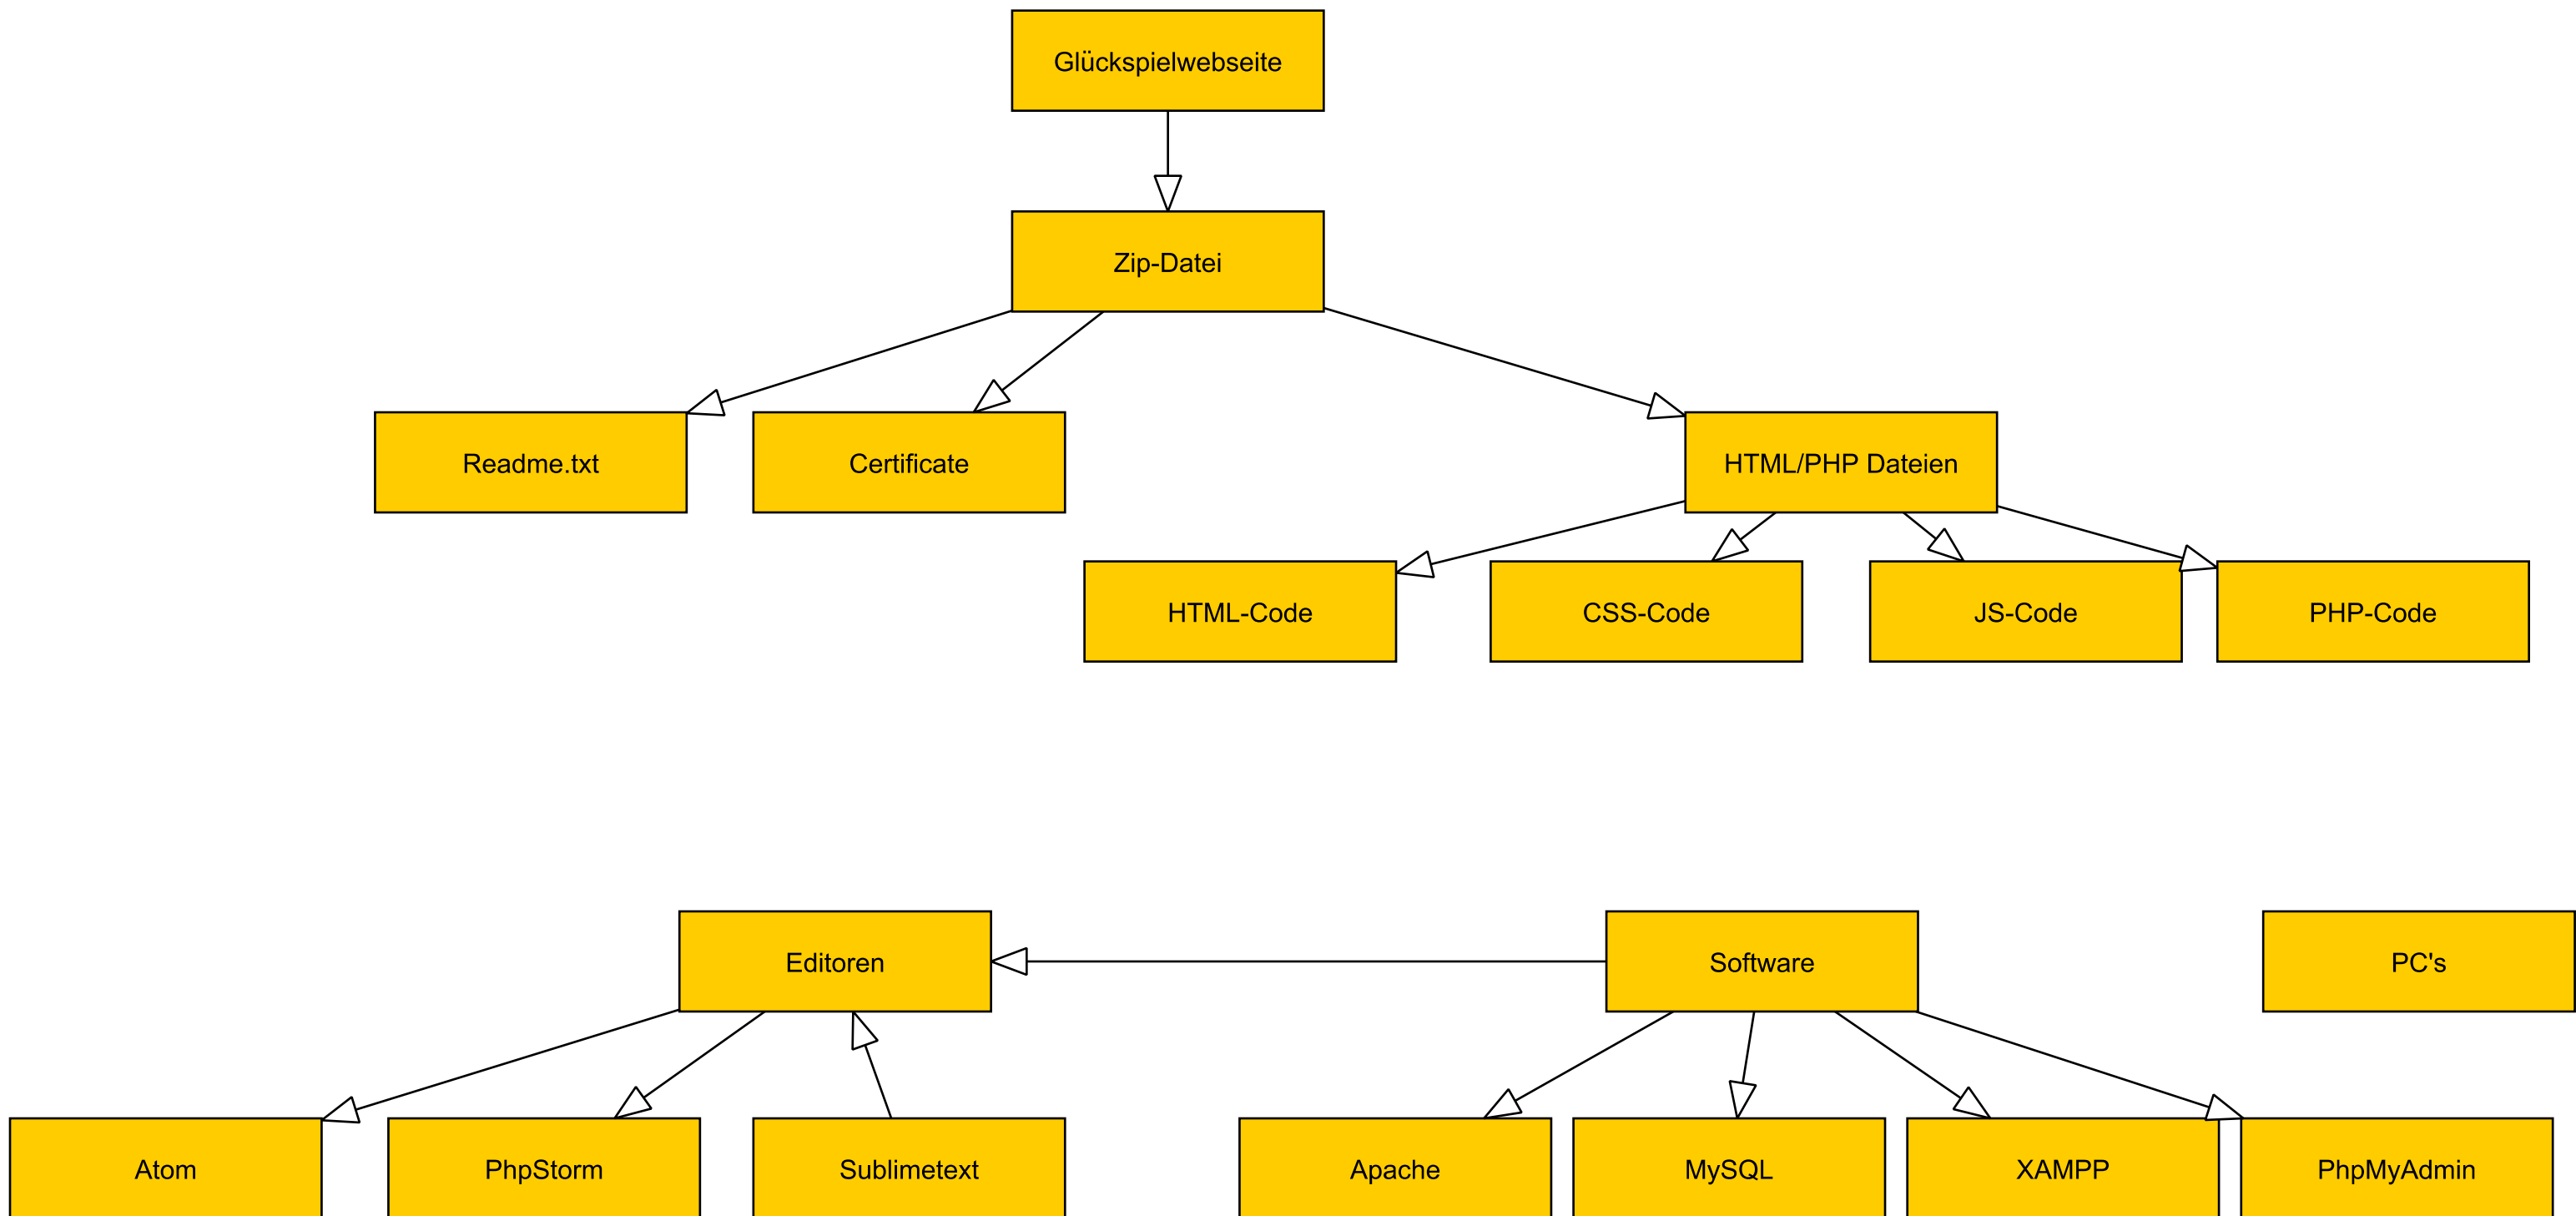 Glückspielwebseite
Zip-Datei
Readme.txt
Certificate
HTML/PHP Dateien
HTML-Code
CSS-Code
JS-Code
PHP-Code
Editoren
Software
PC's
Atom
PhpStorm
Sublimetext
Apache
MySQL
XAMPP
PhpMyAdmin